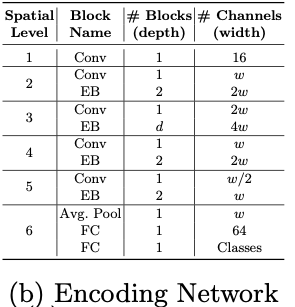 Spatial Level Block Name # Blocks (depth) # Channels (width)
1 Conv 1 16
2 Conv 1 w
EB 2 2w
3 Conv 1 2w
EB d 4w
4 Conv 1 w
EB 2 2w
5 Conv 1 w/2
EB 2 w
6 Avg. Pool 1 w
FC 1 64
FC 1 Classes
(b) Encoding Network